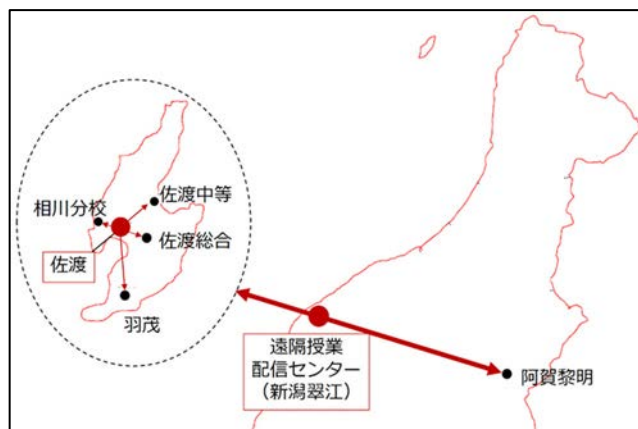 佐渡中等
相川分校
佐渡総合
佐渡
羽茂
遠隔授業
配信センター
（新潟翠江）
阿賀黎明